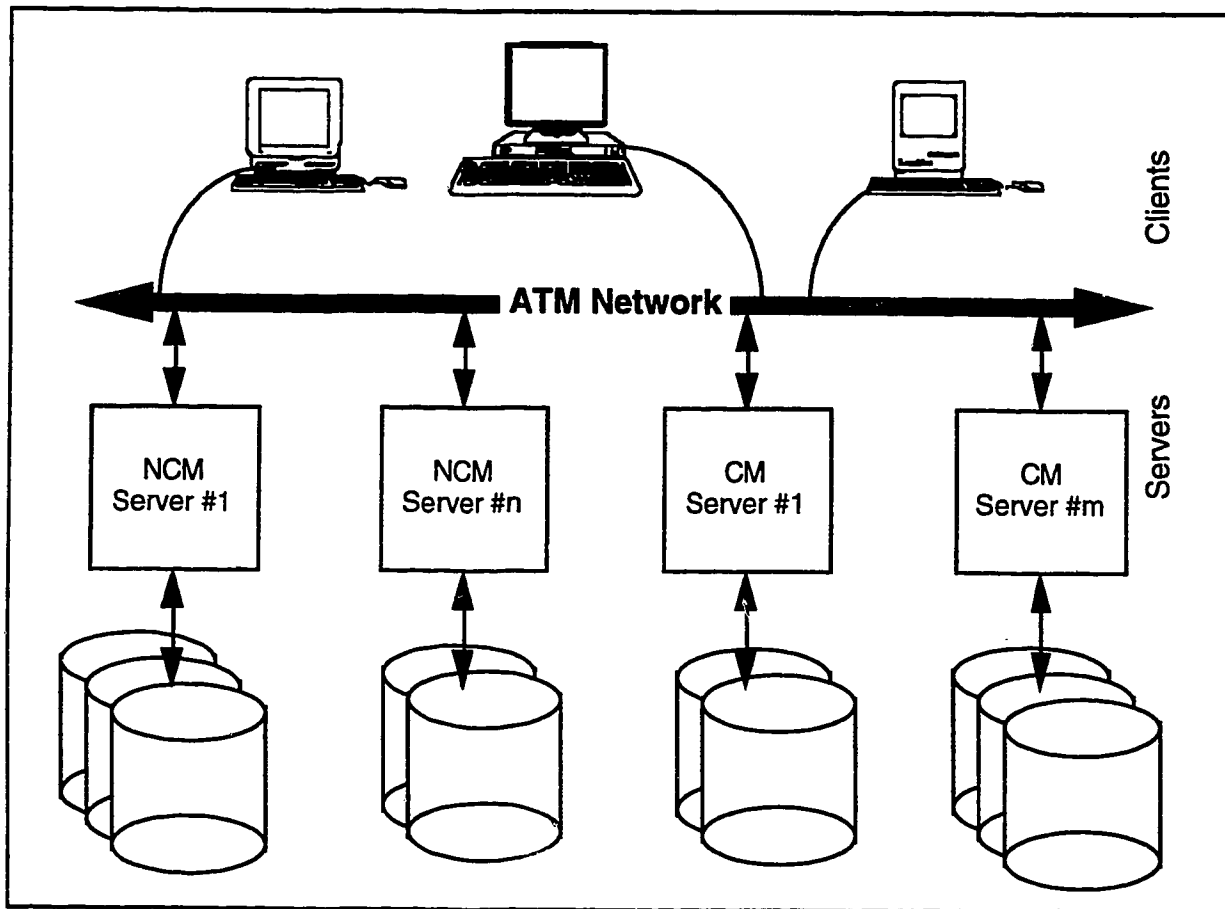 Clients
ATM Network
Servers
NCM
Server #1
NCM
Server #n
CM
Server #1
CM
Server #m